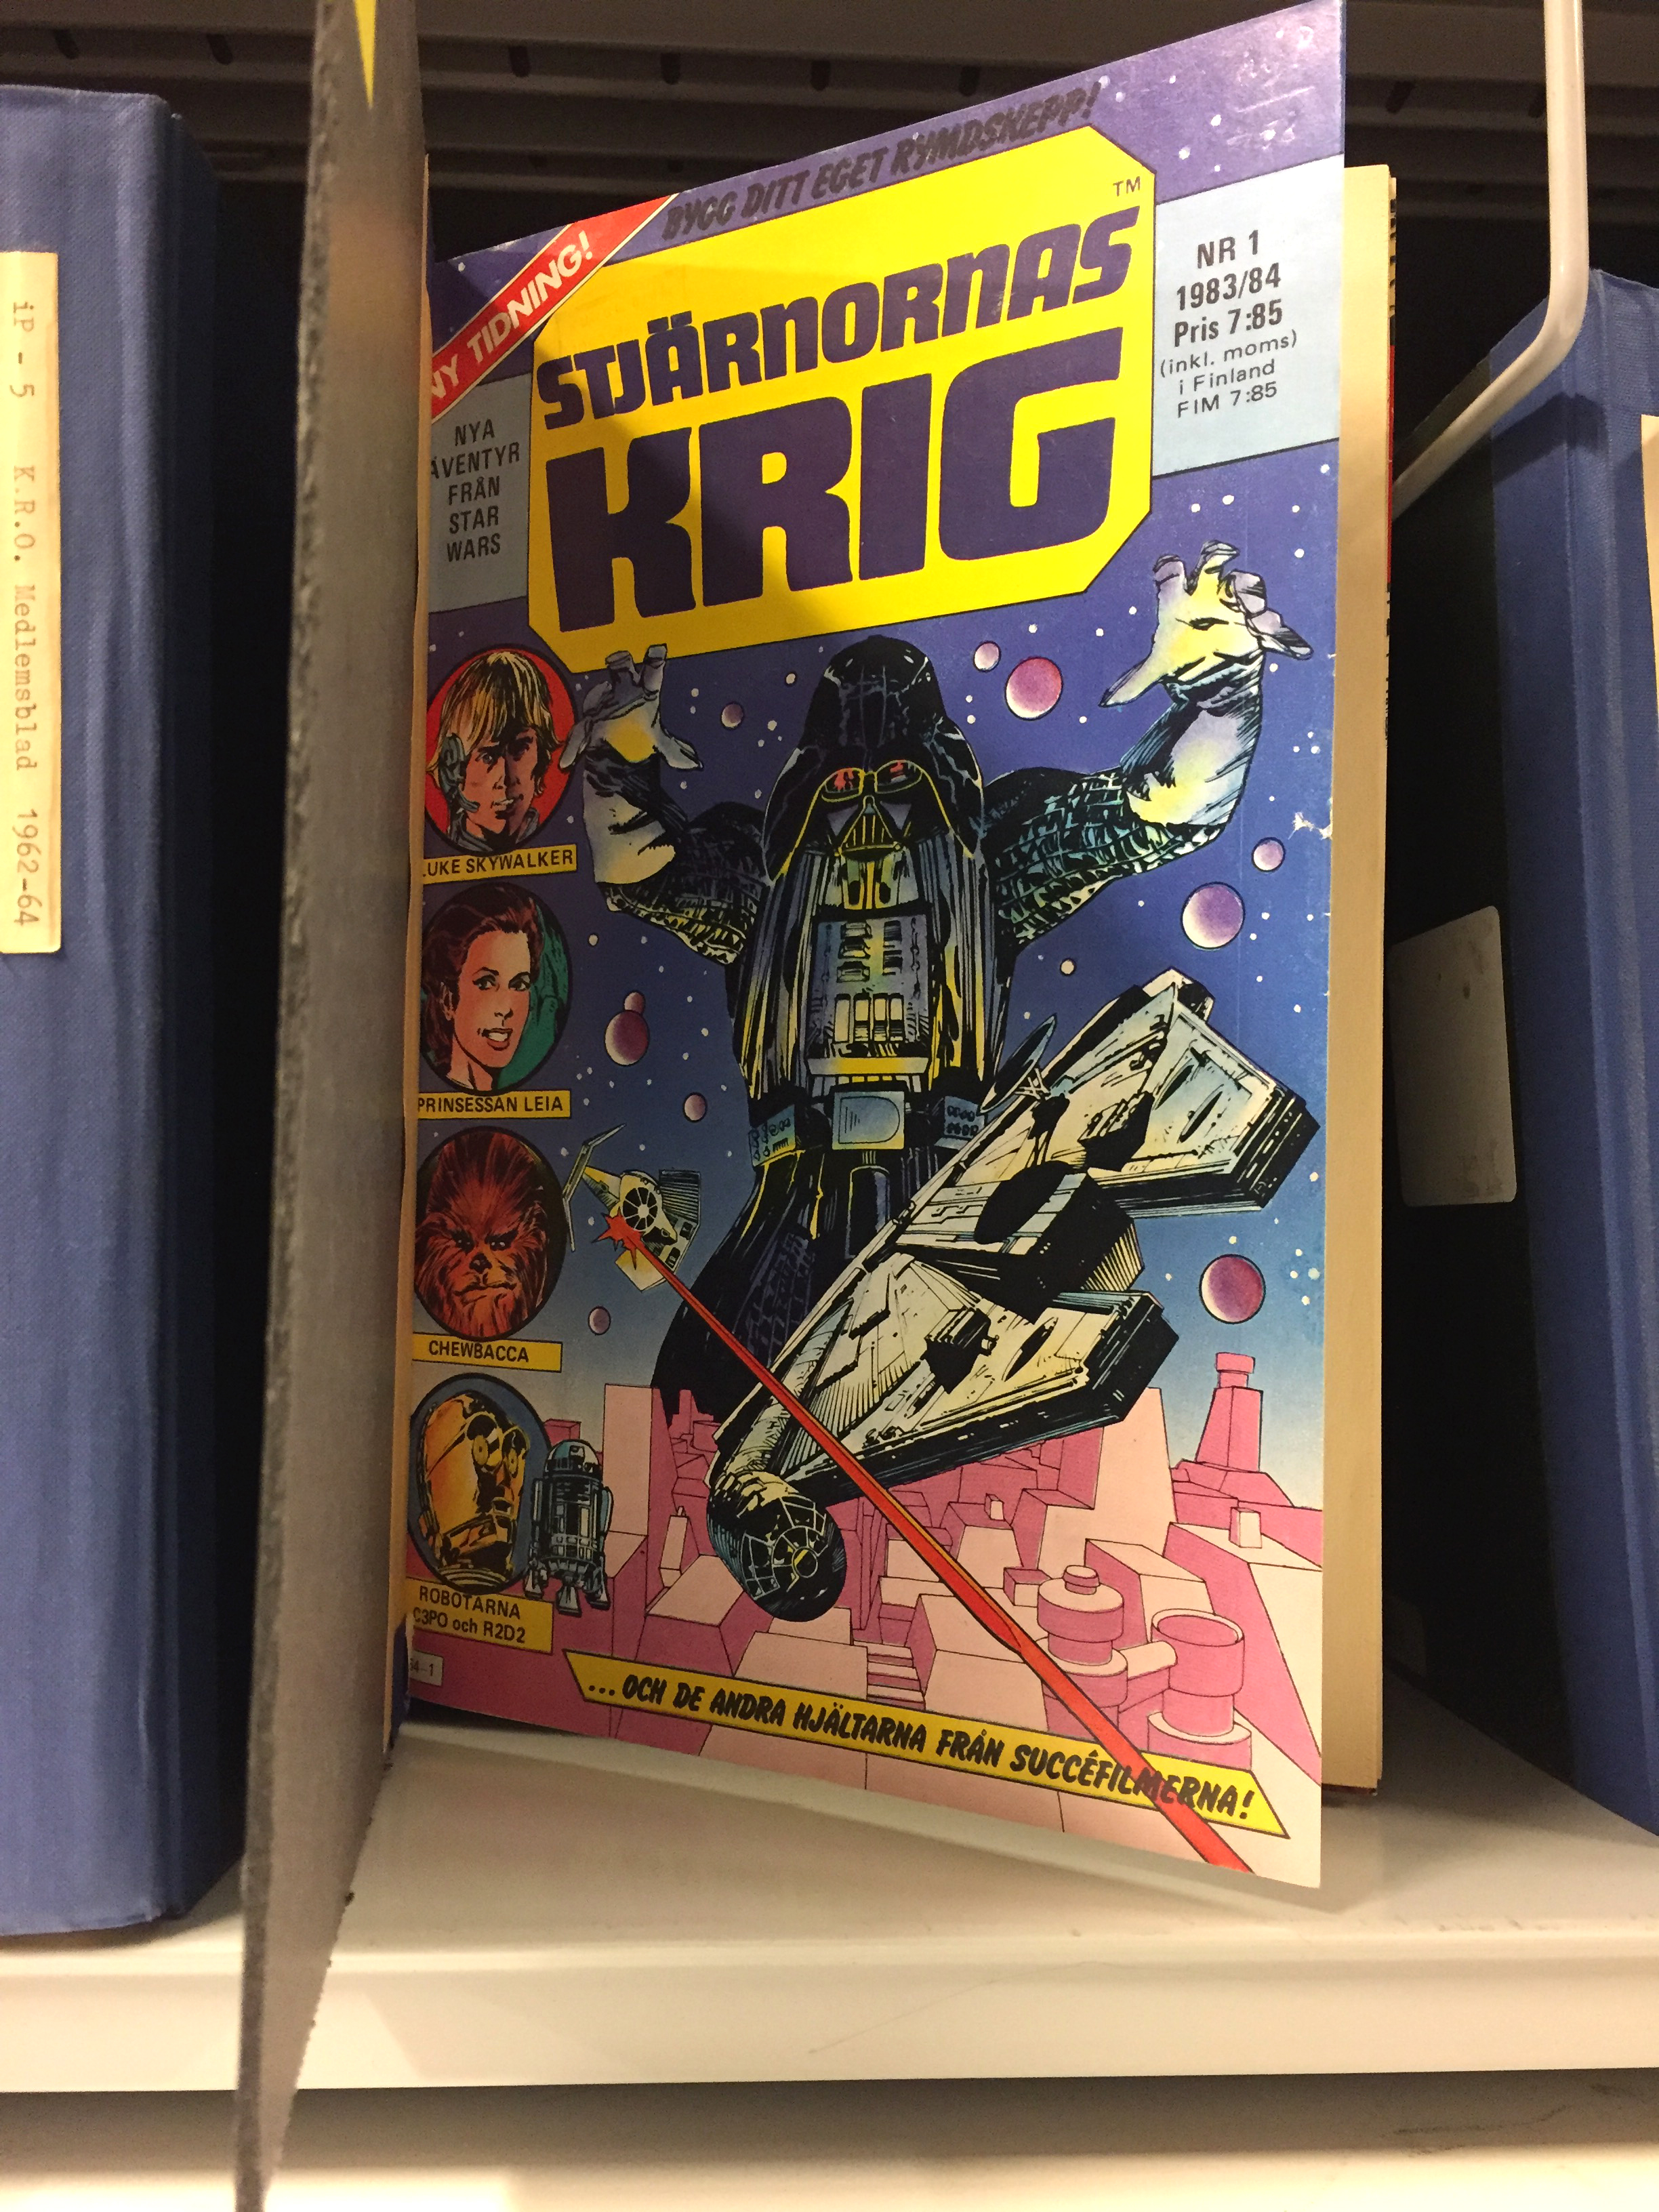 iP - 5 K.R.O. Medlemsblad 1962-64
BYGG DITT EGET RYMDSKEPP!
NY TIDNING!
STJÄRNORNAS
KRIG
TM
NR 1
1983/84
Pris 7:85
(inkl. moms)
i Finland
FIM 7:85
NYA
ÄVENTYR
FRÅN
STAR
WARS
LUKE SKYWALKER
PRINSESSAN LEIA
CHEWBACCA
ROBOTARNA
C3PO och R2D2
...OCH DE ANDRA HJÄLTARNA FRÅN SUCCÉFILMERNA!